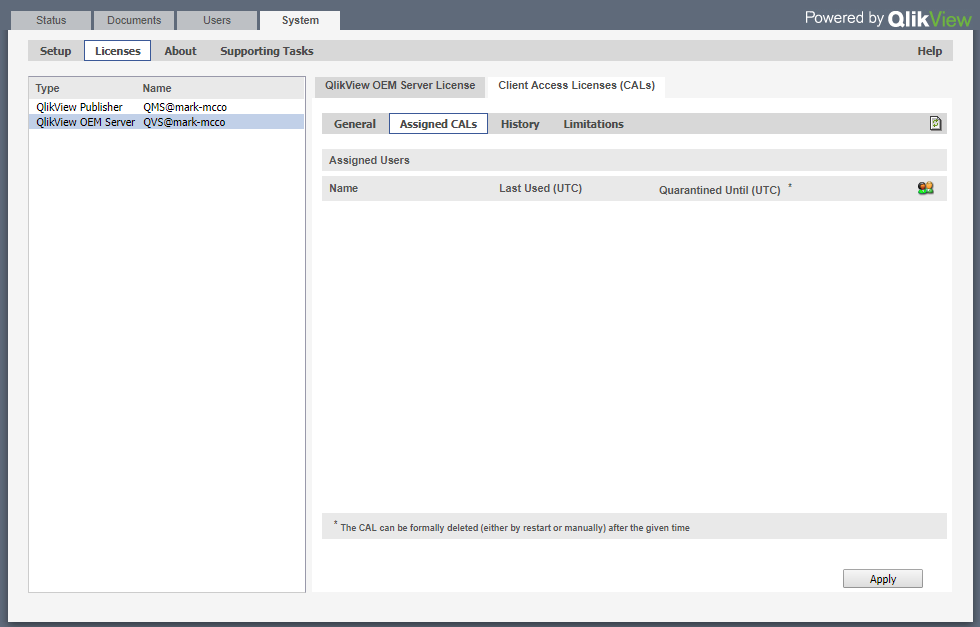 Status Documents Users System Powered by QlikView
Setup Licenses About Supporting Tasks Help
Type Name
QlikView Publisher QMS@mark-mcco
QlikView OEM Server QVS@mark-mcco
QlikView OEM Server License Client Access Licenses (CALs)
General Assigned CALs History Limitations
Assigned Users
Name Last Used (UTC) Quarantined Until (UTC) *
* The CAL can be formally deleted (either by restart or manually) after the given time
Apply